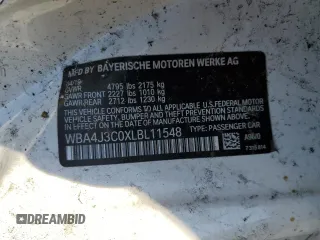 MFD BY BAYERISCHE MOTOREN WERKE AG
GVWR 4795 lbs 2175 kg
GAWR FRONT 2227 lbs 1010 kg
GAWR REAR 2712 lbs 1230 kg
THIS VEHICLE CONFORMS TO ALL APPLICABLE
FEDERAL MOTOR VEHICLE SAFETY, BUMPER,
AND THEFT PREVENTION STANDARDS
IN EFFECT ON THE DATE OF
MANUFACTURE SHOWN ABOVE.
WBA4J3C0XLBL11548
TYPE: PASSENGER CAR
AUTOBIDMD